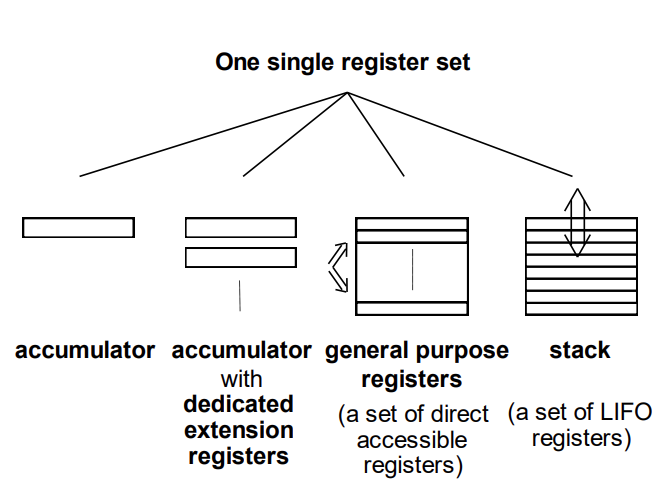 One single register set
accumulator
accumulator
with
dedicated
extension
registers
general purpose
registers
(a set of direct
accessible
registers)
stack
(a set of LIFO
registers)